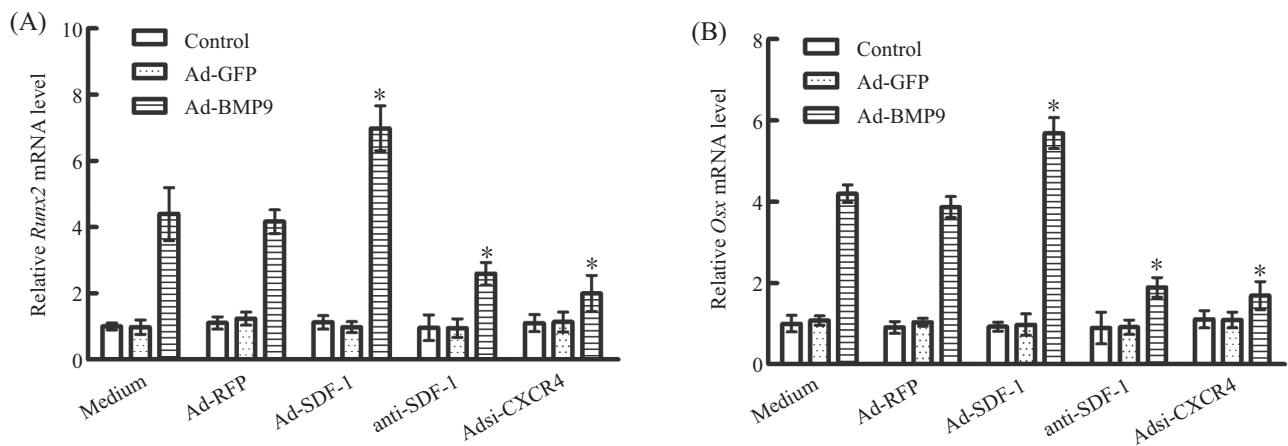 (A)
Relative Runx2 mRNA level
10
8
6
4
2
0
Control
Ad-GFP
Ad-BMP9
*
*
*
Medium
Ad-RFP
Ad-SDF-1
anti-SDF-1
Adsi-CXCR4
(B)
Relative Osx mRNA level
8
6
4
2
0
Control
Ad-GFP
Ad-BMP9
*
*
*
Medium
Ad-RFP
Ad-SDF-1
anti-SDF-1
Adsi-CXCR4